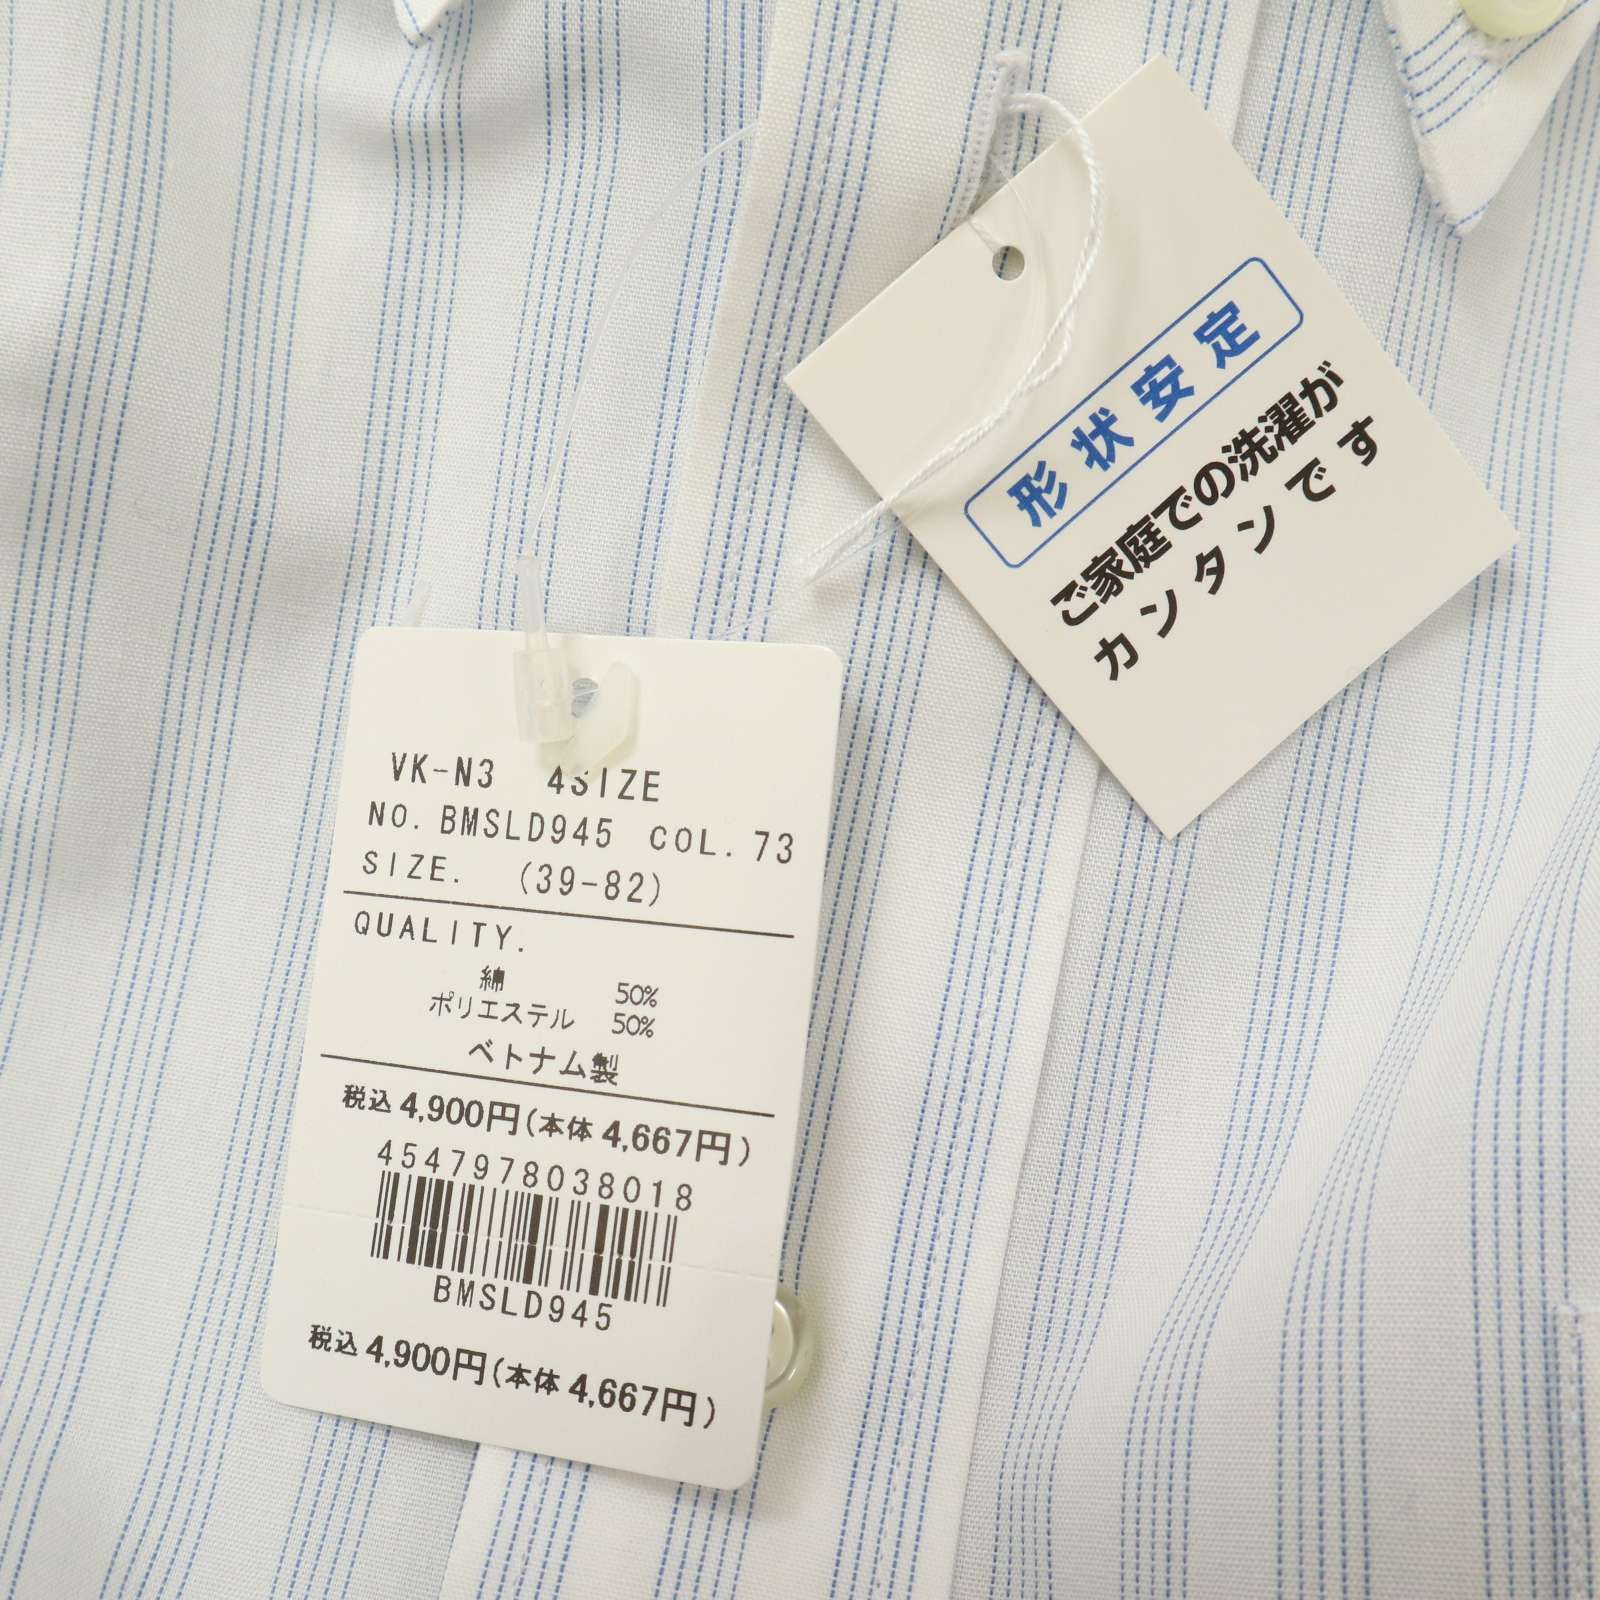 形状安定
ご家庭での洗濯が
カンタンです
VK-N3 4SIZE
NO. BMSLD945 COL. 73
SIZE. (39-82)
QUALITY.
綿 50%
ポリエステル 50%
ベトナム製
税込 4,900円(本体 4,667円)
4547978038018
BMSLD945
税込 4,900円(本体 4,667円)